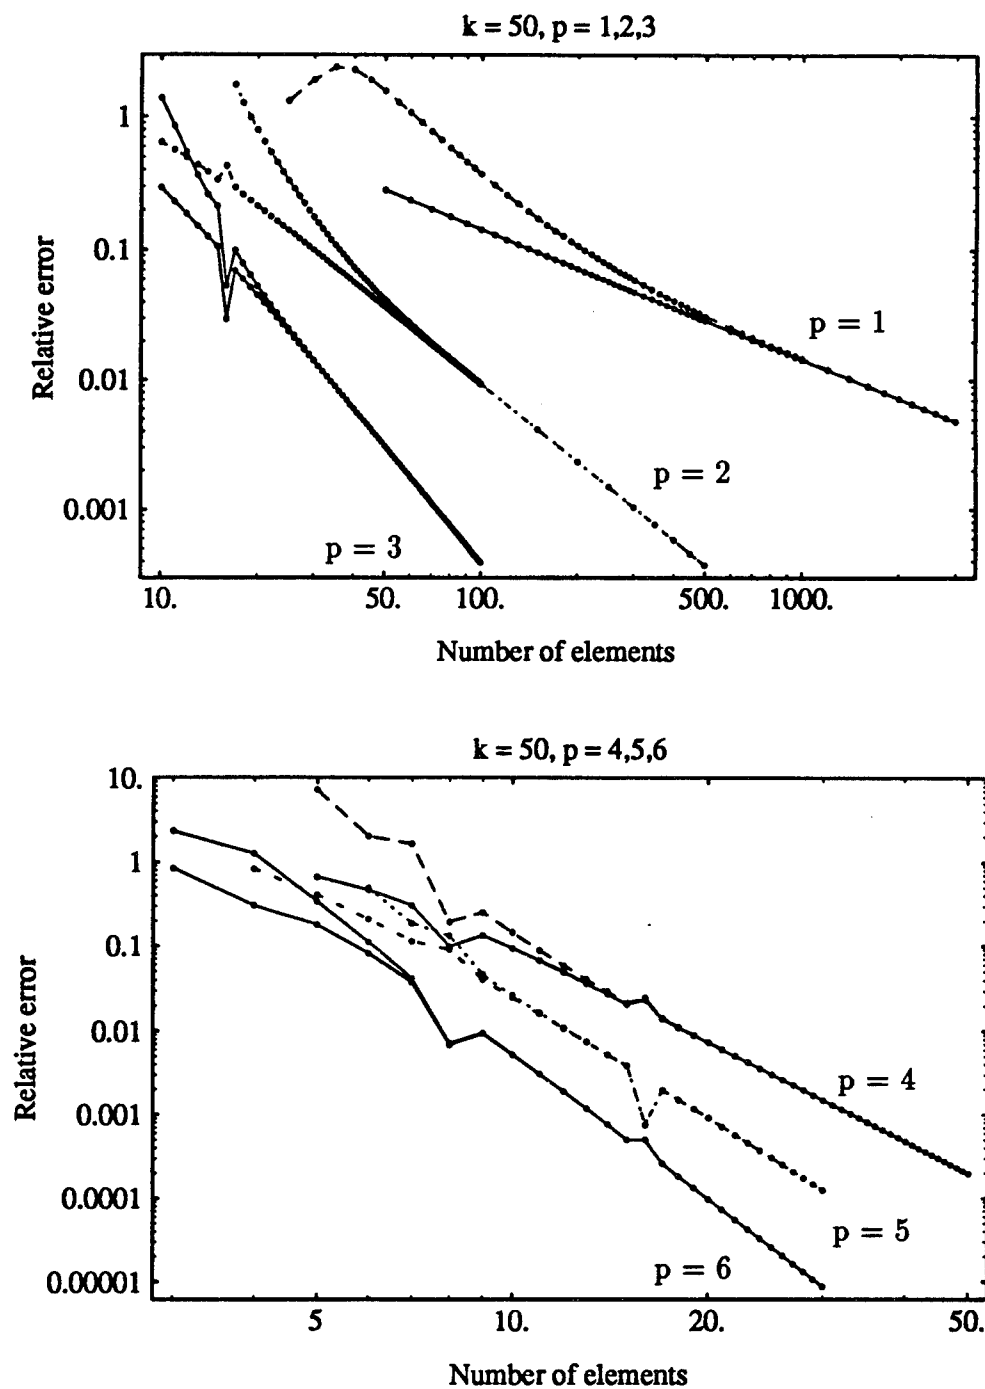 k = 50, p = 1,2,3
1
0.1
0.01
0.001
Relative error
p = 1
p = 2
p = 3
10. 50. 100. 500. 1000.
Number of elements
k = 50, p = 4,5,6
10.
1
0.1
0.01
0.001
0.0001
0.00001
Relative error
p = 4
p = 5
p = 6
5 10. 20. 50.
Number of elements